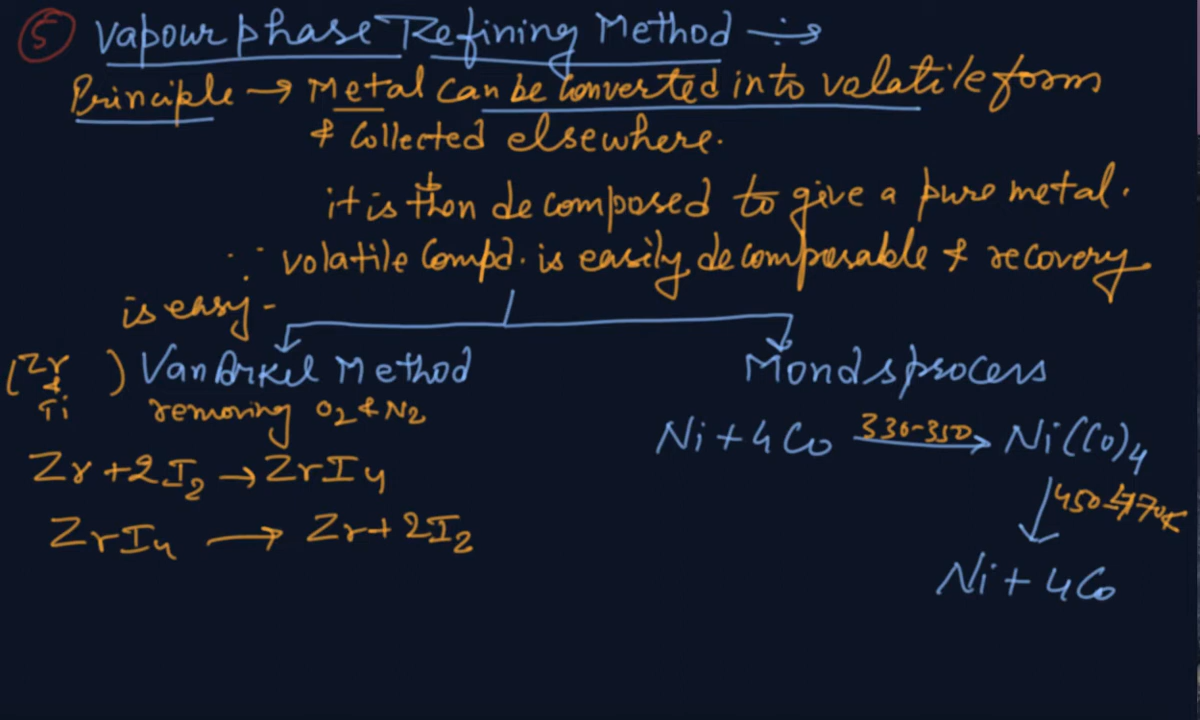 5 Vapour phase Refining Method →
Principle → Metal can be converted into volatile form
& collected elsewhere.
it is then decomposed to give a pure metal.
∵ volatile Compd. is easily decomposable & recovery
is easy -
(Zr & Ti) Van Arkel Method
removing O2 & N2
Zr + 2I2 → ZrI4
ZrI4 → Zr + 2I2
Monds process
Ni + 4Co 330-350 → Ni(Co)4
↓ 450-470K
Ni + 4Co